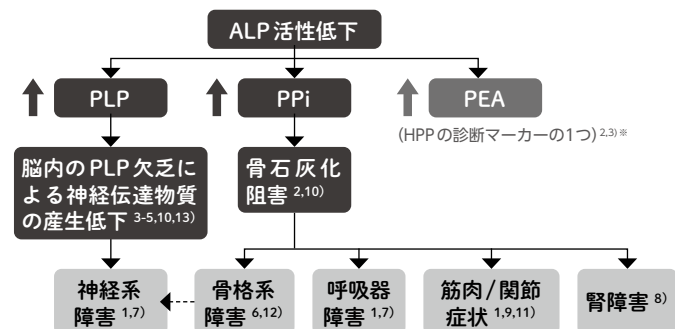 ALP活性低下
PLP
PPi
PEA
(HPPの診断マーカーの1つ) 2,3)※
脳内のPLP欠乏に
よる神経伝達物質
の産生低下 3-5,10,13)
骨石灰化
阻害 2,10)
神経系
障害 1,7)
骨格系
障害 6,12)
呼吸器
障害 1,7)
筋肉/関節
症状 1,9,11)
腎障害 8)